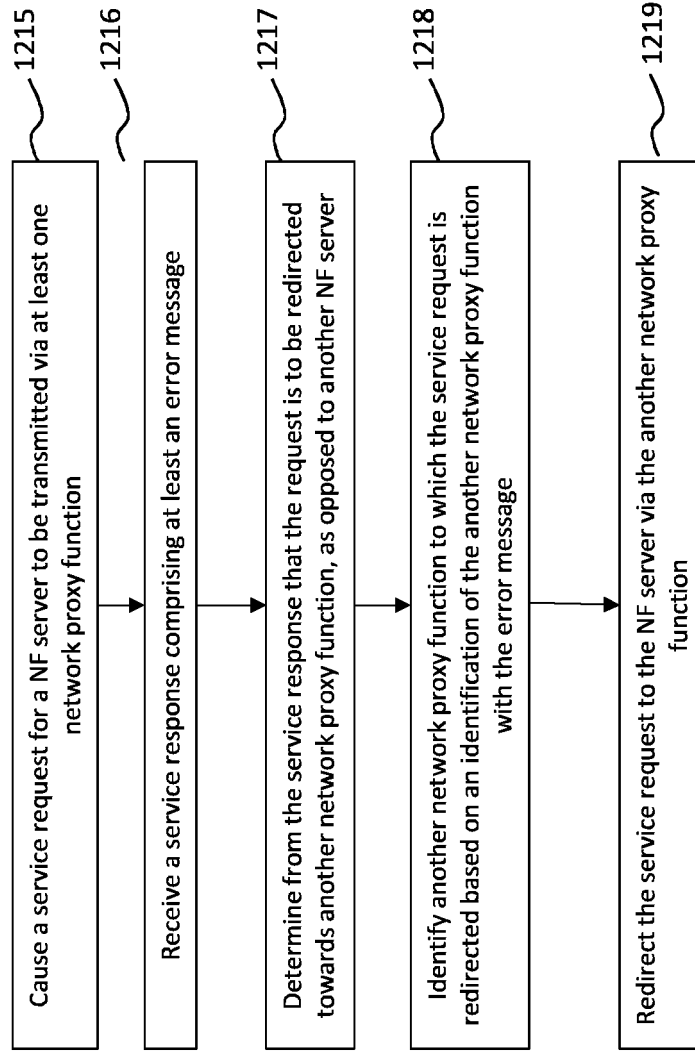 Cause a service request for a NF server to be transmitted via at least one
network proxy function
1215
Receive a service response comprising at least an error message
1216
Determine from the service response that the request is to be redirected
towards another network proxy function, as opposed to another NF server
1217
Identify another network proxy function to which the service request is
redirected based on an identification of the another network proxy function
with the error message
1218
Redirect the service request to the NF server via the another network proxy
function
1219